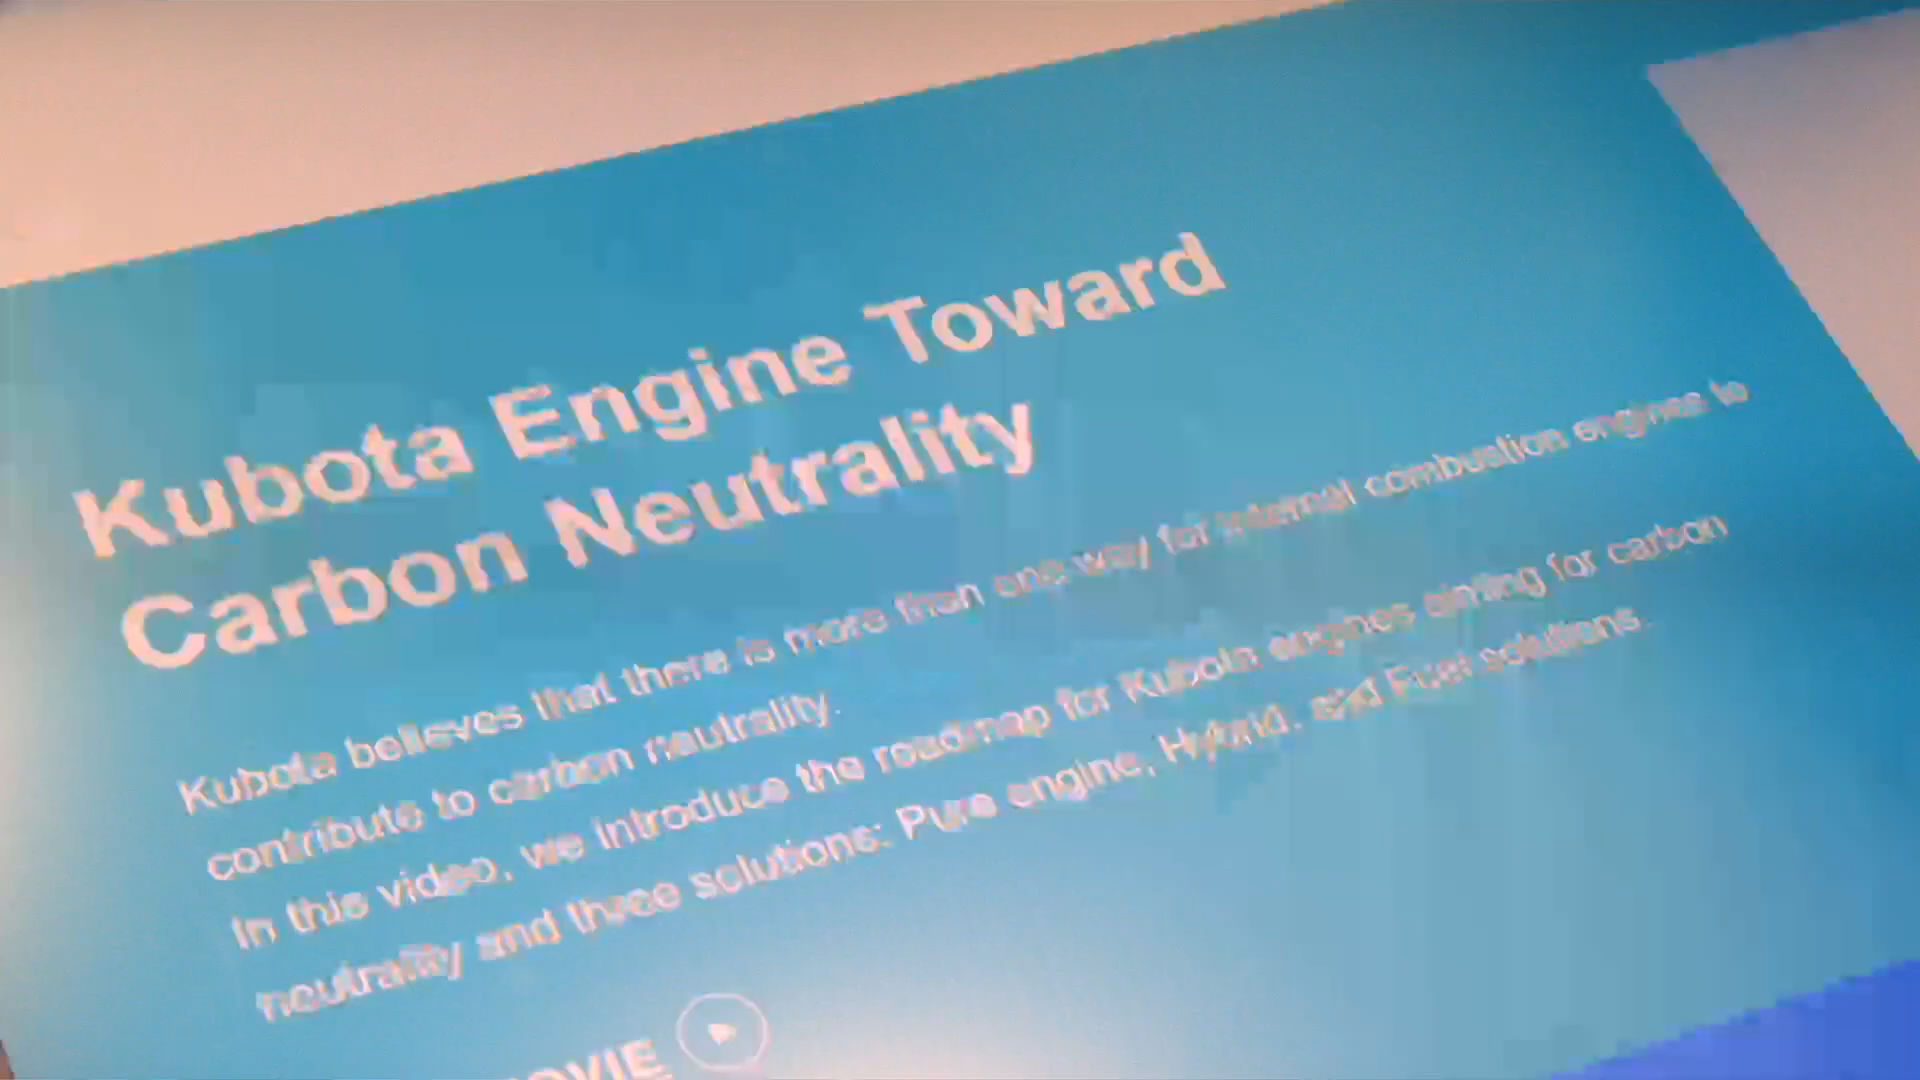 Kubota Engine Toward
Carbon Neutrality
Kubota believes that there is more than one way for internal combustion engines to
contribute to carbon neutrality.
In this video, we introduce the roadmap for Kubota engines aiming for carbon
neutrality and three solutions: Pure engine, Hybrid, and Fuel solutions.